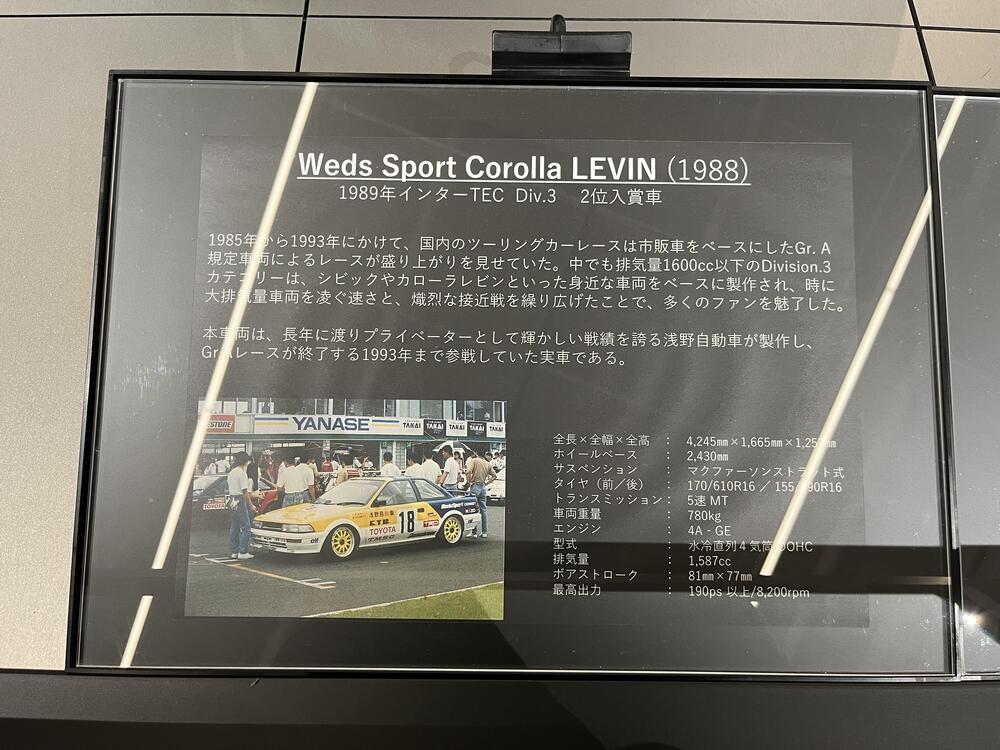 Weds Sport Corolla LEVIN (1988)
1989年インターTEC Div.3 2位入賞車
1985年から1993年にかけて、国内のツーリングカーレースは市販車をベースにしたGr. A
規定車両によるレースが盛り上がりを見せていた。中でも排気量1600cc以下のDivision.3
カテゴリーは、シビックやカローラレビンといった身近な車両をベースに製作され、時に
大排気量車両を凌ぐ速さと、熾烈な接近戦を繰り広げたことで、多くのファンを魅了した。
本車両は、長年に渡りプライベーターとして輝かしい戦績を誇る浅野自動車が製作し、
Gr.Aレースが終了する1993年まで参戦していた実車である。
YANASE
TAKAI TAKAI TAKAI TAKAI
18
TOYOTA
elf
全長×全幅×全高 : 4,245㎜×1,665㎜×1,25㎜
ホイールベース : 2,430㎜
サスペンション : マクファーソンストラット式
タイヤ（前／後） : 170/610R16 ／ 155/590R16
トランスミッション : 5速 MT
車両重量 : 780kg
エンジン : 4A - GE
型式 : 水冷直列４気筒DOHC
排気量 : 1,587cc
ボアストローク : 81㎜×77㎜
最高出力 : 190ps 以上/8,200rpm